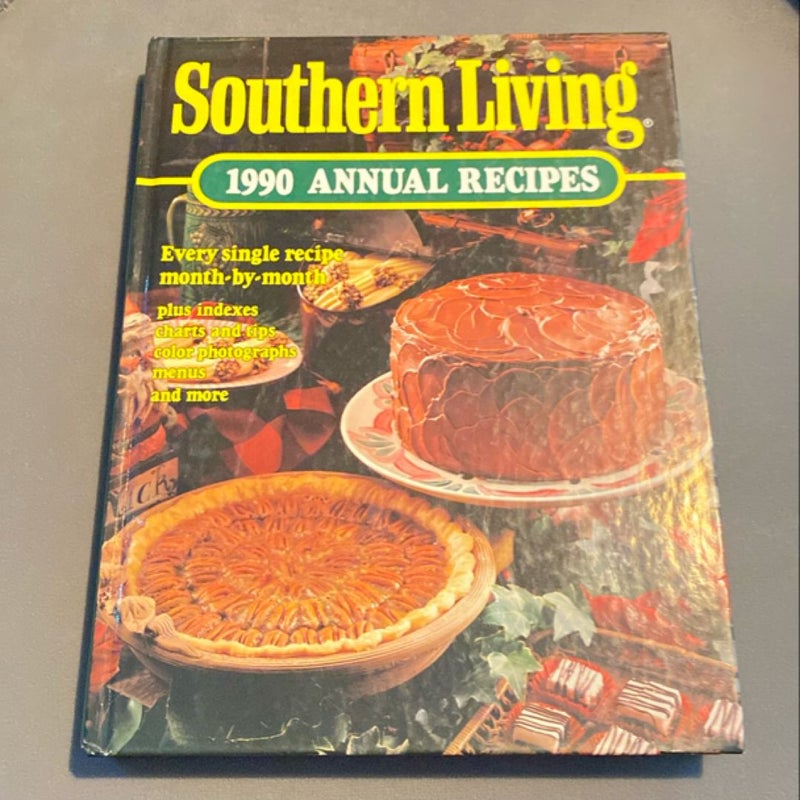 Southern Living®
1990 ANNUAL RECIPES
Every single recipe
month-by-month
plus indexes
charts and tips
color photographs
menus
and more